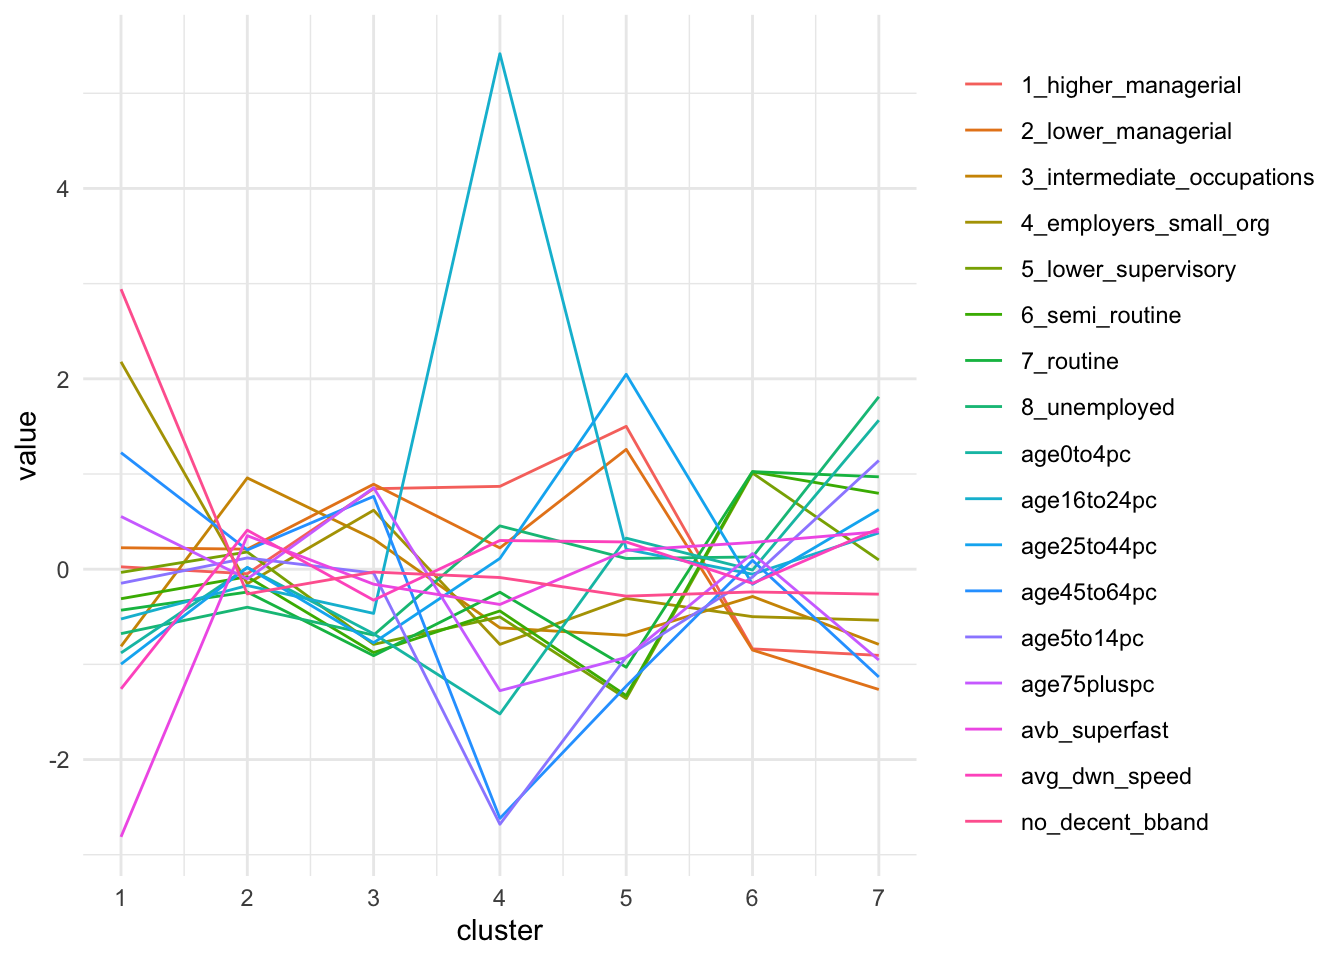 value
4
2
0
-2
1 2 3 4 5 6 7
cluster
1_higher_managerial
2_lower_managerial
3_intermediate_occupations
4_employers_small_org
5_lower_supervisory
6_semi_routine
7_routine
8_unemployed
age0to4pc
age16to24pc
age25to44pc
age45to64pc
age5to14pc
age75pluspc
avb_superfast
avg_dwn_speed
no_decent_bband